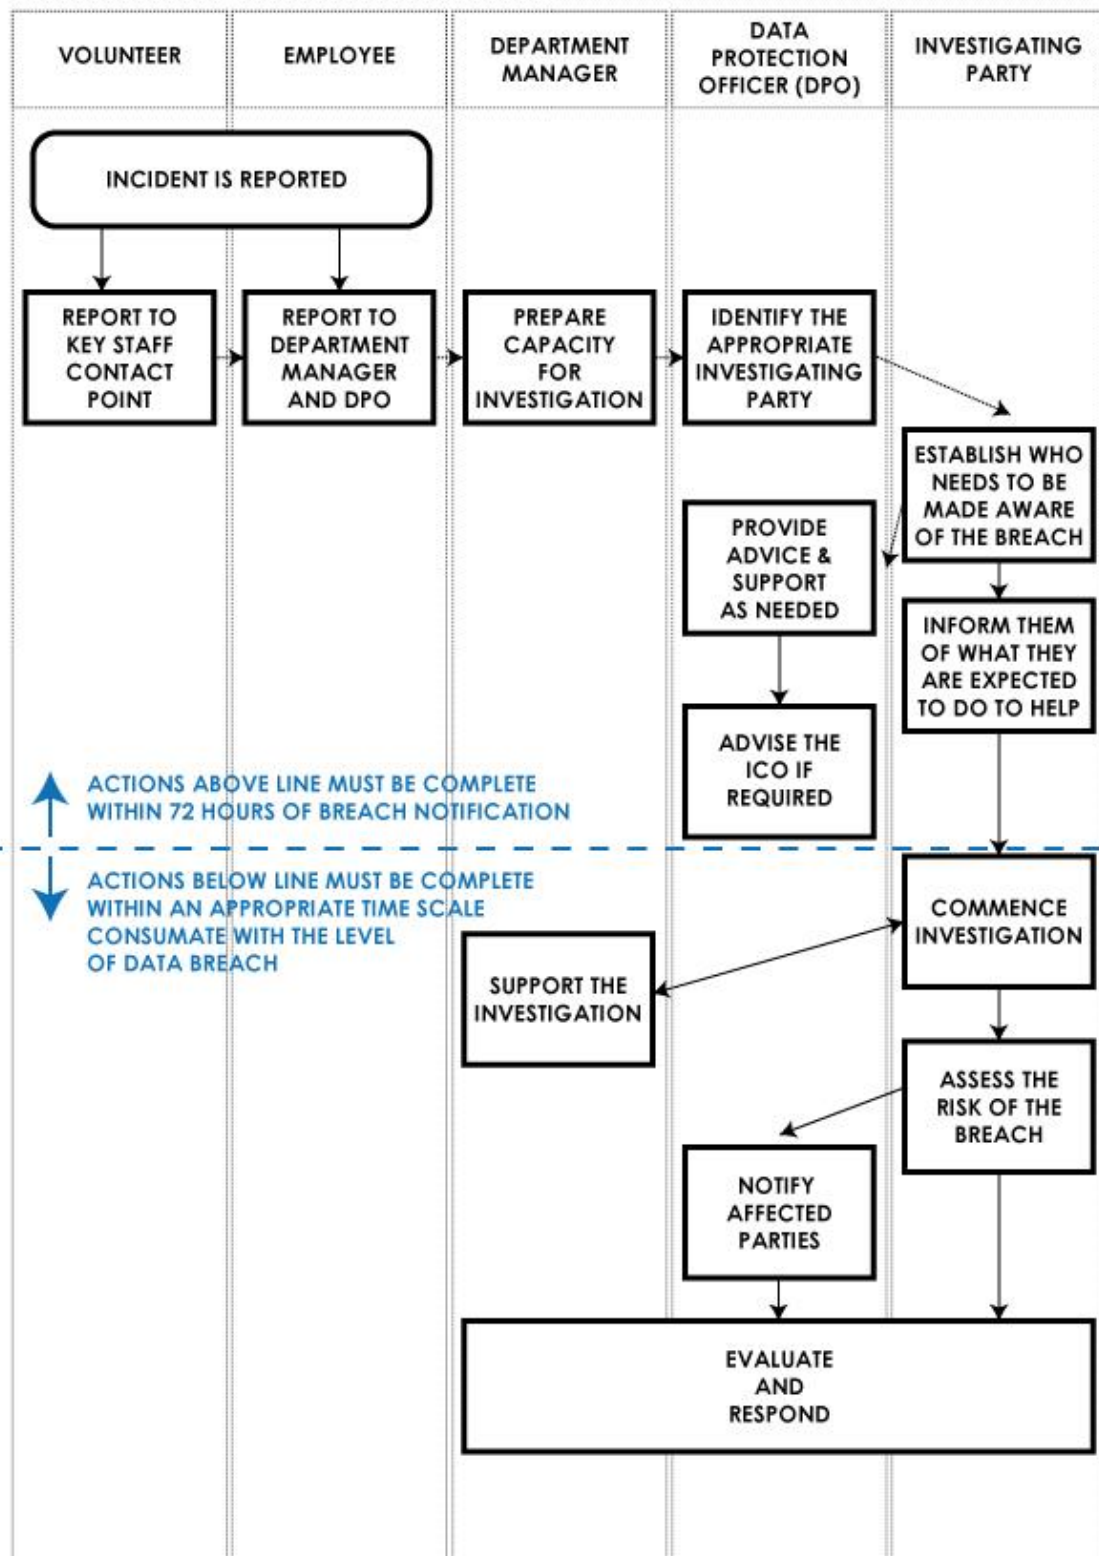 VOLUNTEER
EMPLOYEE
DEPARTMENT
MANAGER
DATA
PROTECTION
OFFICER (DPO)
INVESTIGATING
PARTY
INCIDENT IS REPORTED
REPORT TO
KEY STAFF
CONTACT
POINT
REPORT TO
DEPARTMENT
MANAGER
AND DPO
PREPARE
CAPACITY
FOR
INVESTIGATION
IDENTIFY THE
APPROPRIATE
INVESTIGATING
PARTY
ESTABLISH WHO
NEEDS TO BE
MADE AWARE
OF THE BREACH
PROVIDE
ADVICE &
SUPPORT
AS NEEDED
INFORM THEM
OF WHAT THEY
ARE EXPECTED
TO DO TO HELP
ADVISE THE
ICO IF
REQUIRED
ACTIONS ABOVE LINE MUST BE COMPLETE
WITHIN 72 HOURS OF BREACH NOTIFICATION
ACTIONS BELOW LINE MUST BE COMPLETE
WITHIN AN APPROPRIATE TIME SCALE
CONSUMATE WITH THE LEVEL
OF DATA BREACH
COMMENCE
INVESTIGATION
SUPPORT THE
INVESTIGATION
ASSESS THE
RISK OF THE
BREACH
NOTIFY
AFFECTED
PARTIES
EVALUATE
AND
RESPOND